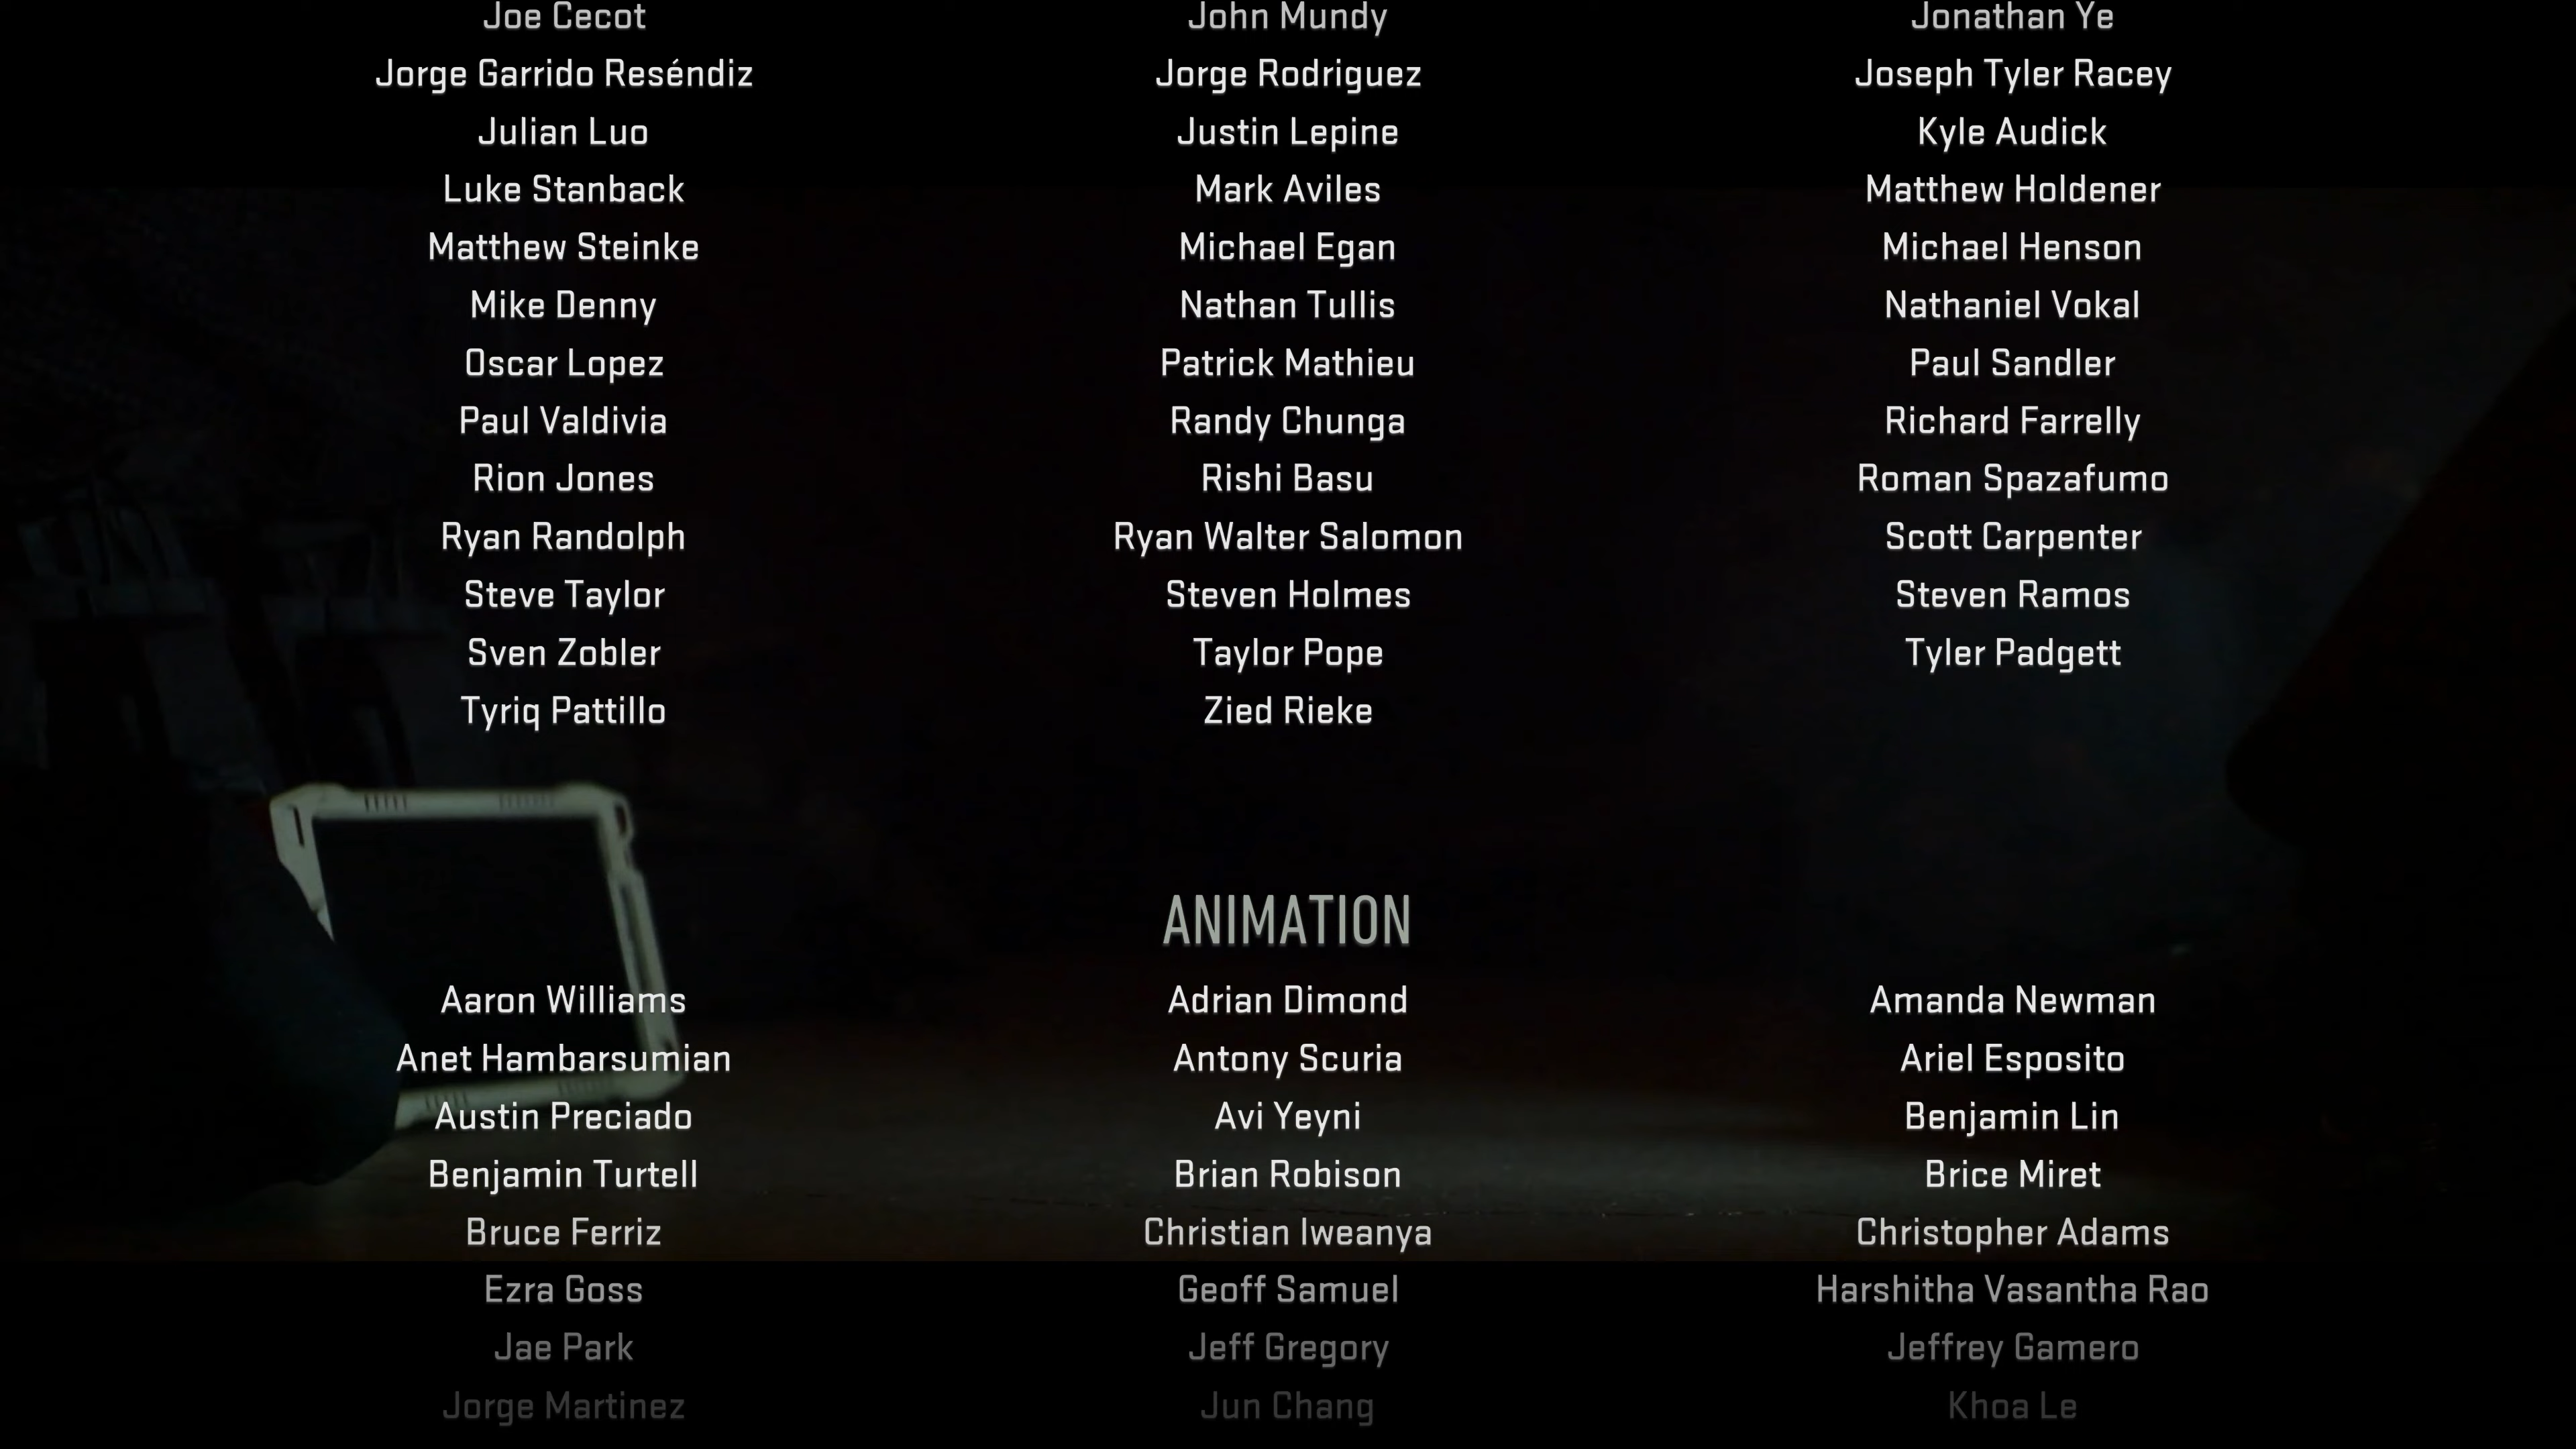 Joe Cecot John Mundy Jonathan Ye
Jorge Garrido Reséndiz Jorge Rodriguez Joseph Tyler Racey
Julian Luo Justin Lepine Kyle Audick
Luke Stanback Mark Aviles Matthew Holdener
Matthew Steinke Michael Egan Michael Henson
Mike Denny Nathan Tullis Nathaniel Vokal
Oscar Lopez Patrick Mathieu Paul Sandler
Paul Valdivia Randy Chunga Richard Farrelly
Rion Jones Rishi Basu Roman Spazafumo
Ryan Randolph Ryan Walter Salomon Scott Carpenter
Steve Taylor Steven Holmes Steven Ramos
Sven Zobler Taylor Pope Tyler Padgett
Tyriq Pattillo Zied Rieke
ANIMATION
Aaron Williams Adrian Dimond Amanda Newman
Anet Hambarsumian Antony Scuria Ariel Esposito
Austin Preciado Avi Yeyni Benjamin Lin
Benjamin Turtell Brian Robison Brice Miret
Bruce Ferriz Christian Iweanya Christopher Adams
Ezra Goss Geoff Samuel Harshitha Vasantha Rao
Jae Park Jeff Gregory Jeffrey Gamero
Jorge Martinez Jun Chang Khoa Le